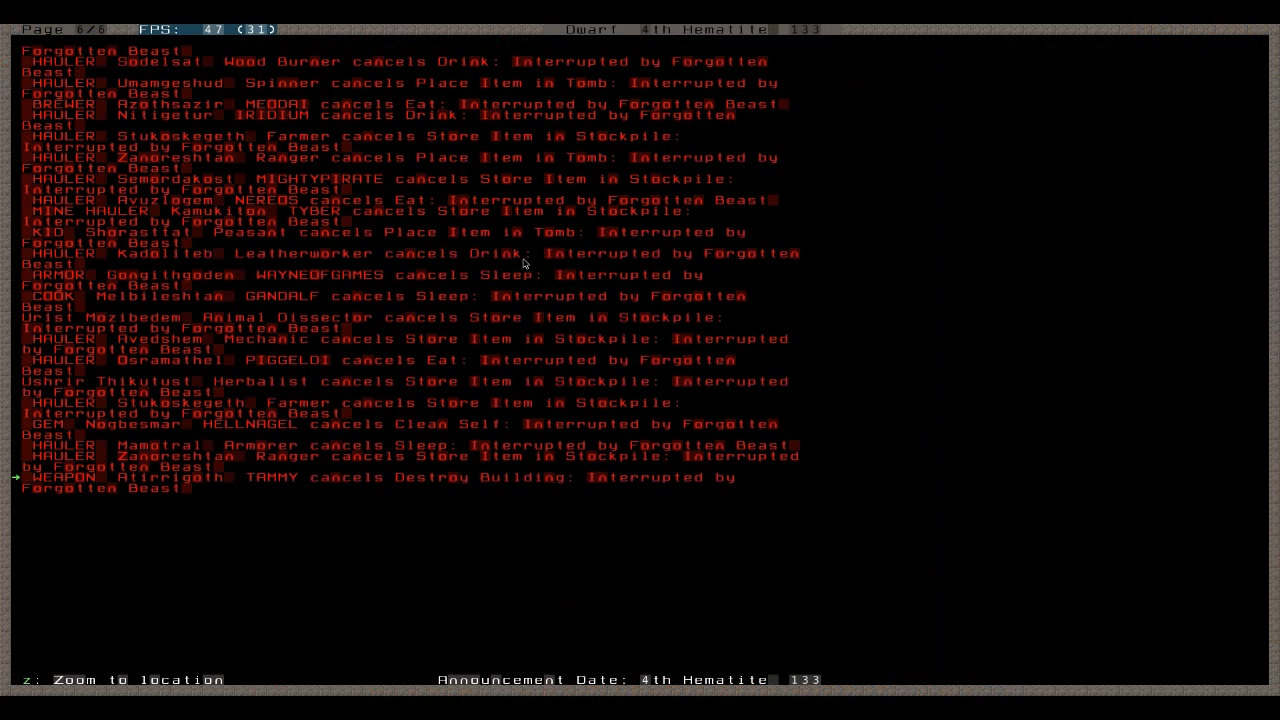 Page 6/6 FPS: 47 (31) Dwarf 4th Hematite 133
Forgotten Beast
HAULER Sodelsat Wood Burner cancels Drink: Interrupted by Forgotten
Beast
HAULER Umamgeshud Spinner cancels Place Item in Tomb: Interrupted by
Forgotten Beast
BREWER Azothsazir MEODAI cancels Eat: Interrupted by Forgotten Beast
HAULER Nitigetur IRIDIUM cancels Drink: Interrupted by Forgotten
Beast
HAULER Stukoskegeth Farmer cancels Store Item in Stockpile:
Interrupted by Forgotten Beast
HAULER Zanoreshtan Ranger cancels Place Item in Tomb: Interrupted by
Forgotten Beast
HAULER Semordakost MIGHTYPIRATE cancels Store Item in Stockpile:
Interrupted by Forgotten Beast
HAULER Avuzlogem NEREOS cancels Eat: Interrupted by Forgotten Beast
MINE HAULER Kamukiton TYBER cancels Store Item in Stockpile:
Interrupted by Forgotten Beast
KID Shorasttat Peasant cancels Place Item in Tomb: Interrupted by
Forgotten Beast
HAULER Kadoliteb Leatherworker cancels Drink: Interrupted by Forgotten
Beast
ARMOR Gongithgoden WAYNEOFGAMES cancels Sleep: Interrupted by
Forgotten Beast
COOK Melbileshtan GANDALF cancels Sleep: Interrupted by Forgotten
Beast
Urist Mozibedem Animal Dissector cancels Store Item in Stockpile:
Interrupted by Forgotten Beast
HAULER Avedshem Mechanic cancels Store Item in Stockpile: Interrupted
by Forgotten Beast
HAULER Osramathel PIGGELDI cancels Eat: Interrupted by Forgotten
Beast
Ushrir Thikutust Herbalist cancels Store Item in Stockpile: Interrupted
by Forgotten Beast
HAULER Stukoskegeth Farmer cancels Store Item in Stockpile:
Interrupted by Forgotten Beast
GEM Nogbesmar HELLNAGEL cancels Clean Self: Interrupted by Forgotten
Beast
HAULER Mamotral Armorer cancels Sleep: Interrupted by Forgotten Beast
HAULER Zanoreshtan Ranger cancels Store Item in Stockpile: Interrupted
by Forgotten Beast
WEAPON Atirrigoth TAMMY cancels Destroy Building: Interrupted by
Forgotten Beast
z: Zoom to location Announcement Date: 4th Hematite 133